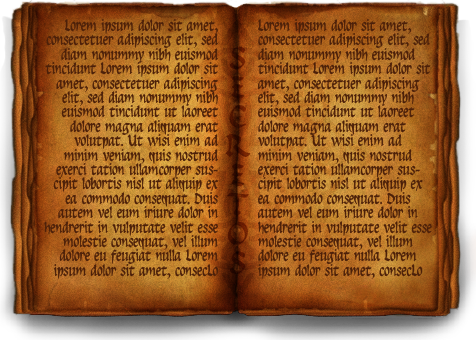 Lorem ipsum dolor sit amet,
consectetuer adipiscing elit, sed
diam nonummy nibh euismod
tincidunt Lorem ipsum dolor sit
amet, consectetuer adipiscing
elit, sed diam nonummy nibh
euismod tincidunt ut laoreet
dolore magna aliquam erat
volutpat. Ut wisi enim ad
minim veniam, quis nostrud
exerci tation ullamcorper sus-
cipit lobortis nisl ut aliquip ex
ea commodo consequat. Duis
autem vel eum iriure dolor in
hendrerit in vulputate velit esse
molestie consequat, vel illum
dolore eu feugiat nulla Lorem
ipsum dolor sit amet, conseclo
Lorem ipsum dolor sit amet,
consectetuer adipiscing elit, sed
diam nonummy nibh euismod
tincidunt Lorem ipsum dolor sit
amet, consectetuer adipiscing
elit, sed diam nonummy nibh
euismod tincidunt ut laoreet
dolore magna aliquam erat
volutpat. Ut wisi enim ad
minim veniam, quis nostrud
exerci tation ullamcorper sus-
cipit lobortis nisl ut aliquip ex
ea commodo consequat. Duis
autem vel eum iriure dolor in
hendrerit in vulputate velit esse
molestie consequat, vel illum
dolore eu feugiat nulla Lorem
ipsum dolor sit amet, conseclo